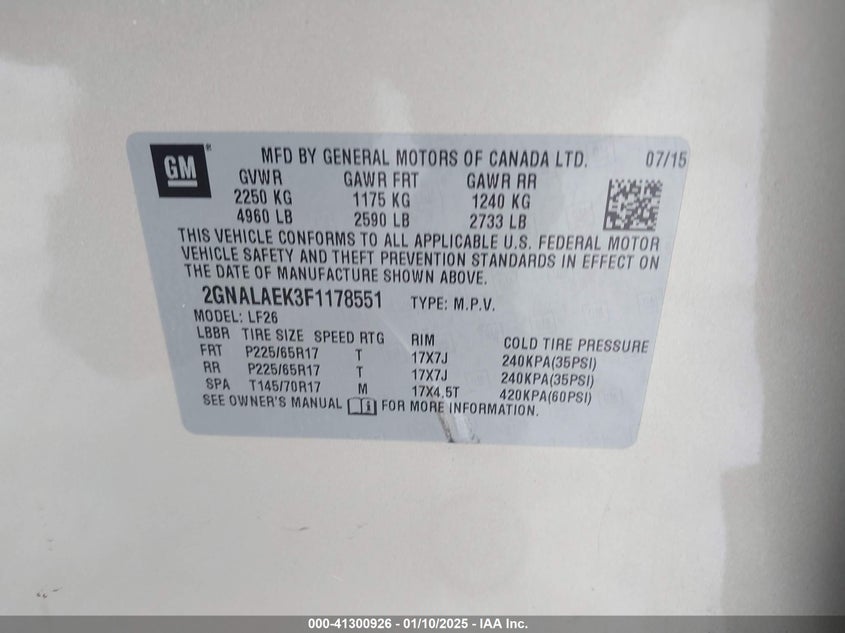 GM ®
MFD BY GENERAL MOTORS OF CANADA LTD. 07/15
GVWR GAWR FRT GAWR RR
2250 KG 1175 KG 1240 KG
4960 LB 2590 LB 2733 LB
THIS VEHICLE CONFORMS TO ALL APPLICABLE U.S. FEDERAL MOTOR
VEHICLE SAFETY AND THEFT PREVENTION STANDARDS IN EFFECT ON
THE DATE OF MANUFACTURE SHOWN ABOVE.
2GNALAEK3F1178551 TYPE: M.P.V.
MODEL: LF26
LBBR TIRE SIZE SPEED RTG RIM COLD TIRE PRESSURE
FRT P225/65R17 T 17X7J 240KPA(35PSI)
RR P225/65R17 T 17X7J 240KPA(35PSI)
SPA T145/70R17 M 17X4.5T 420KPA(60PSI)
SEE OWNER'S MANUAL i FOR MORE INFORMATION.
000-41300926 - 01/10/2025 - IAA Inc.